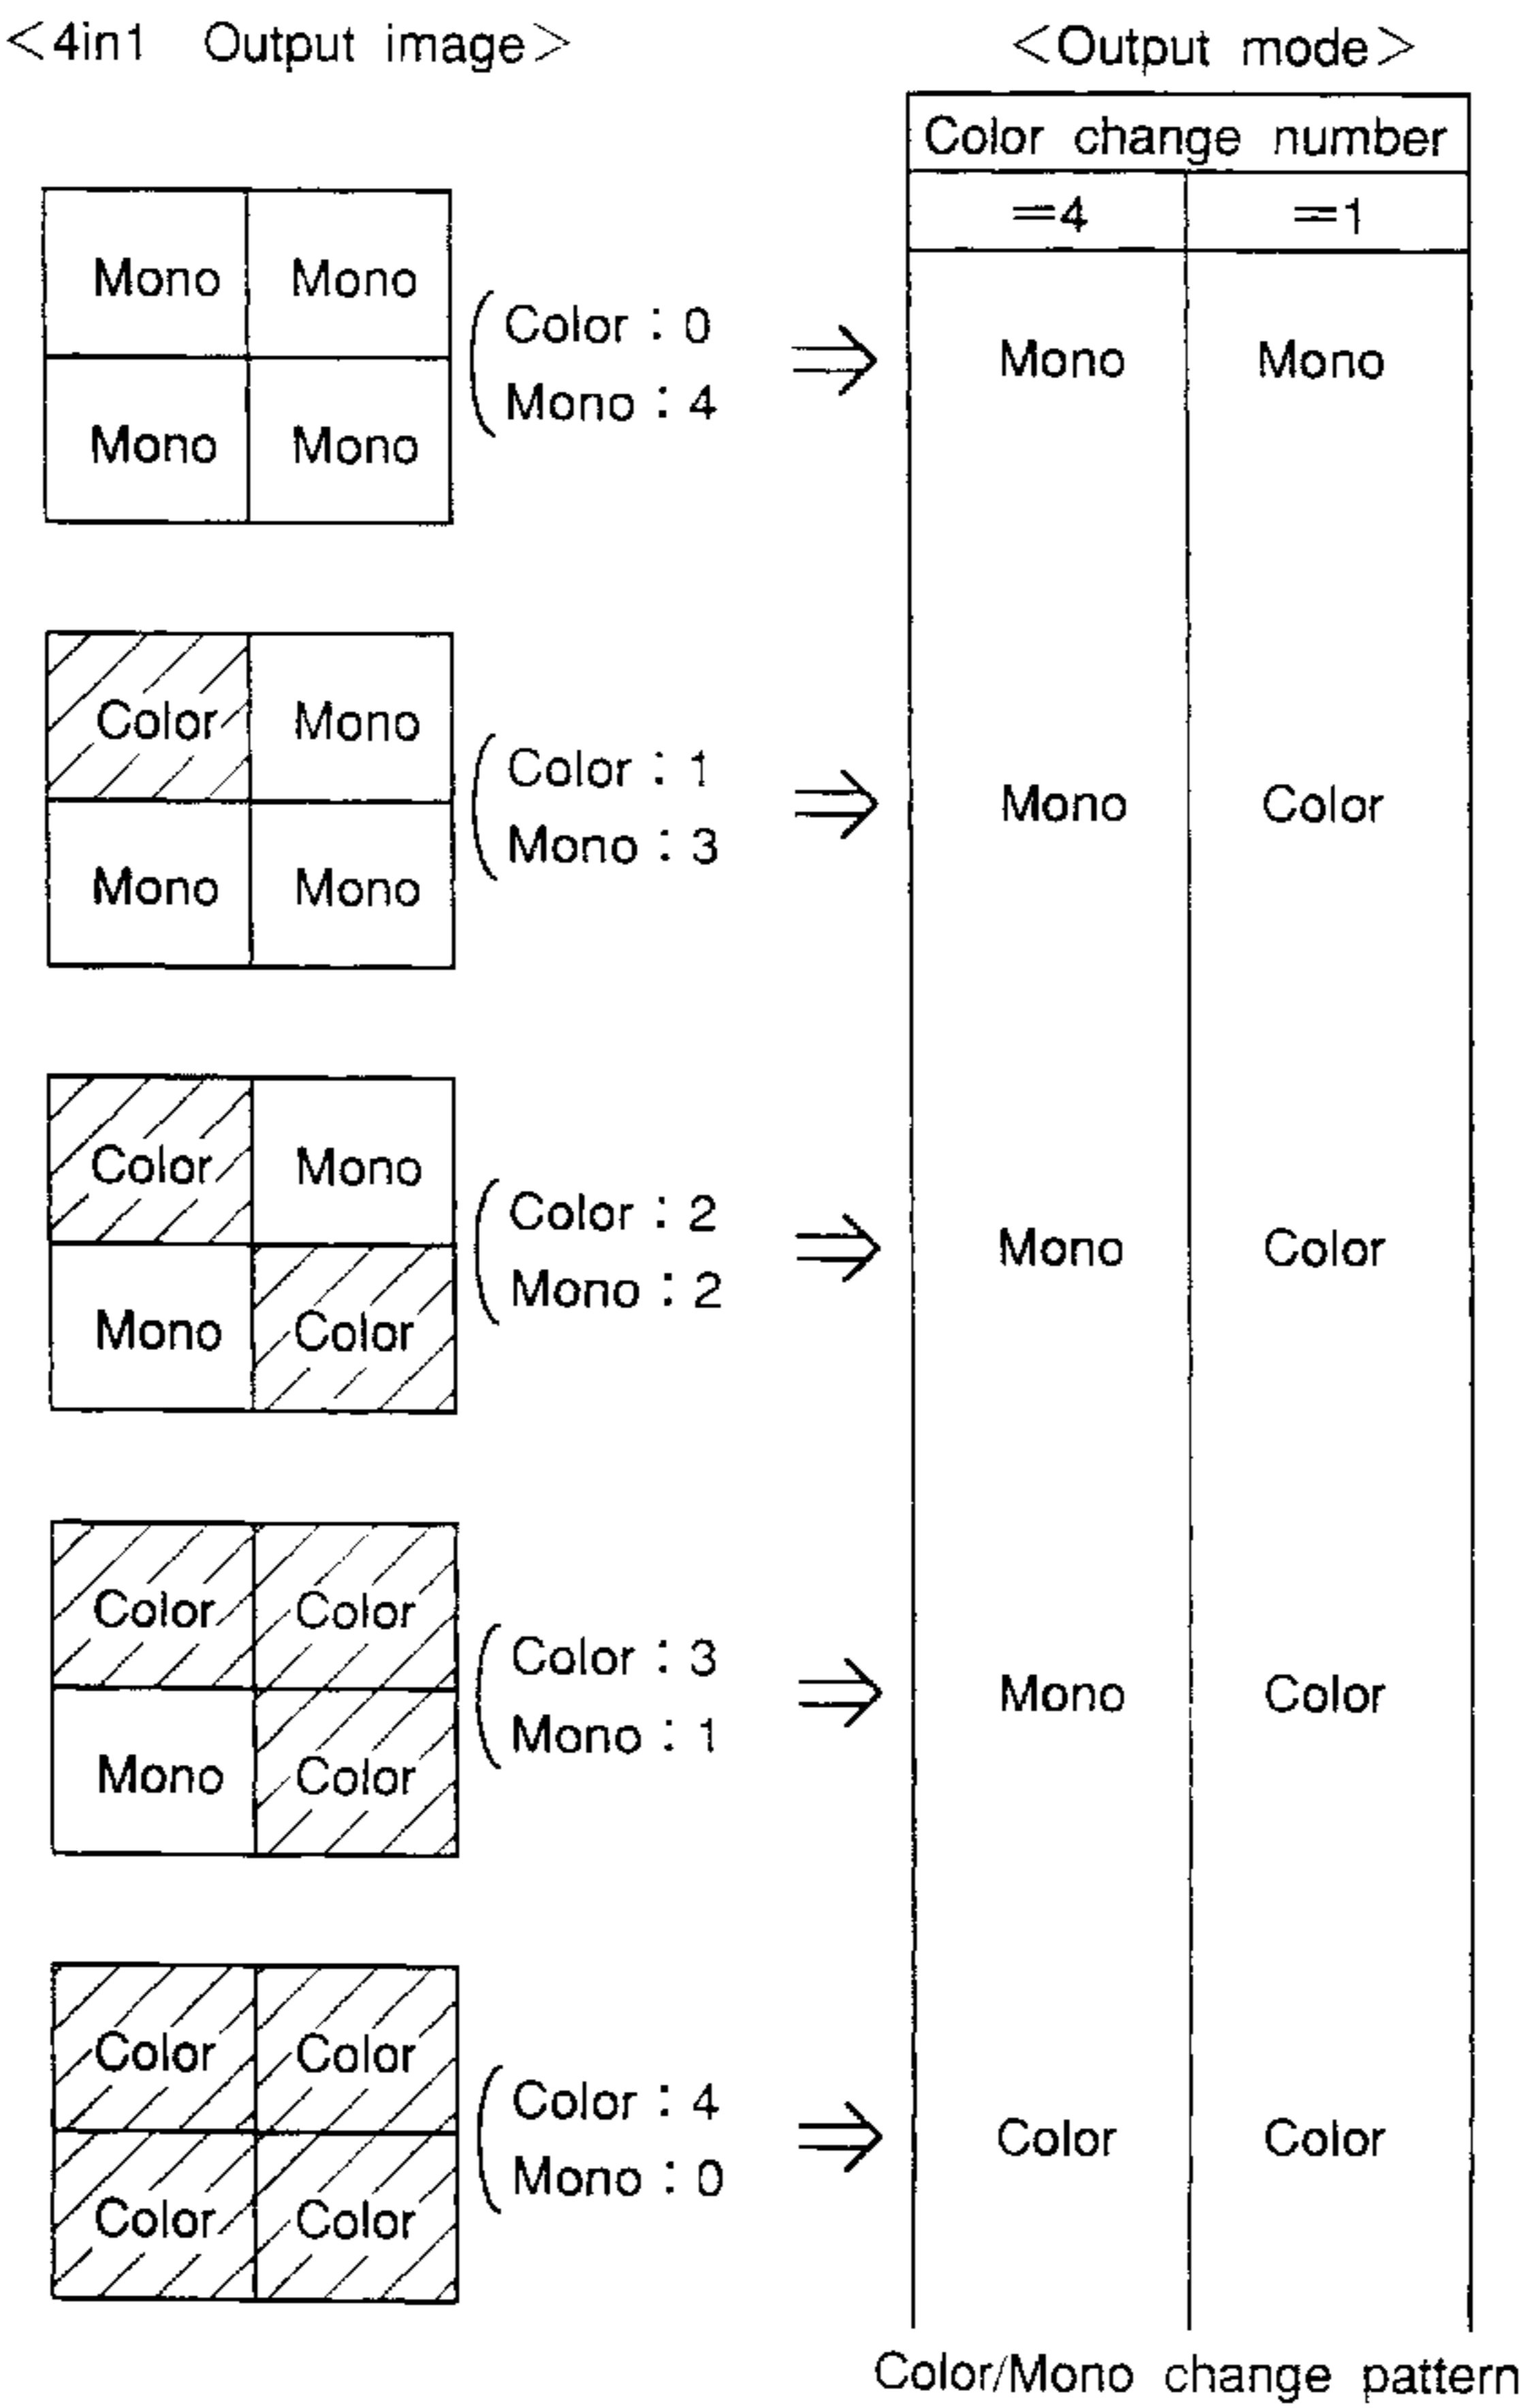 <4in1 Output image>
<Output mode>
Color change number
=4 =1
Mono Mono
Mono Mono
Color : 0
Mono : 4
Mono Mono
Color Mono
Mono Mono
Color : 1
Mono : 3
Mono Color
Color Mono
Mono Color
Color : 2
Mono : 2
Mono Color
Color Color
Mono Color
Color : 3
Mono : 1
Mono Color
Color Color
Color Color
Color : 4
Mono : 0
Color Color
Color/Mono change pattern